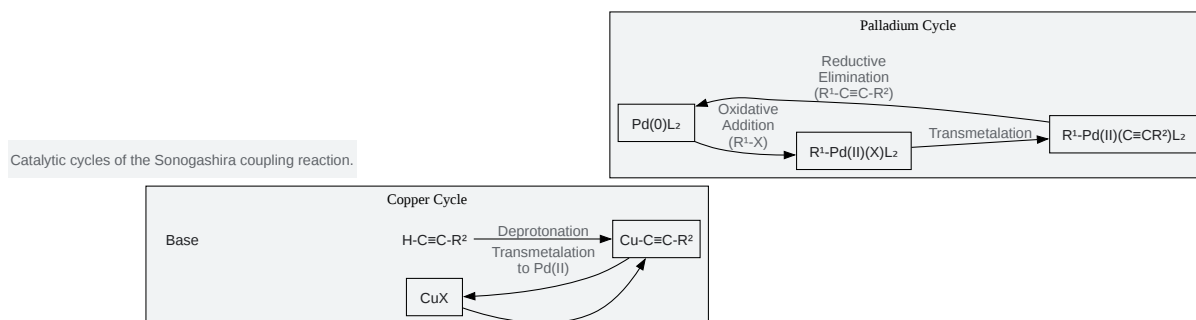 Palladium Cycle
Reductive
Elimination
(R¹-C≡C-R²)
Pd(0)L₂
Oxidative
Addition
(R¹-X)
R¹-Pd(II)(X)L₂
Transmetalation
R¹-Pd(II)(C≡CR²)L₂
Catalytic cycles of the Sonogashira coupling reaction.
Copper Cycle
Base
H-C≡C-R²
Deprotonation
Cu-C≡C-R²
Transmetalation
to Pd(II)
CuX